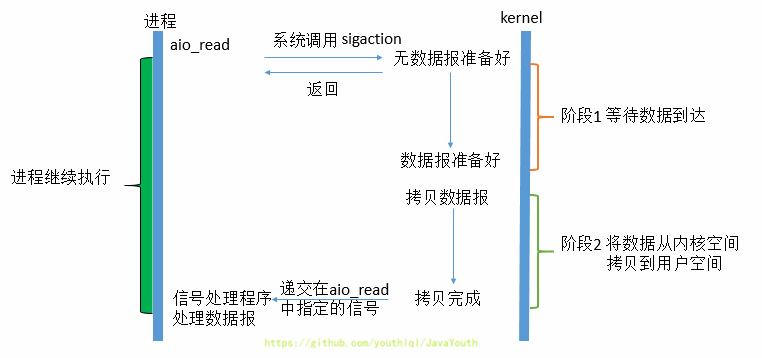 进程
kernel
aio_read
系统调用 sigaction
无数据报准备好
返回
阶段1 等待数据到达
数据报准备好
进程继续执行
拷贝数据报
阶段2 将数据从内核空间
拷贝到用户空间
信号处理程序
处理数据报
递交在aio_read
中指定的信号
拷贝完成
https://github.com/youthlql/JavaYouth